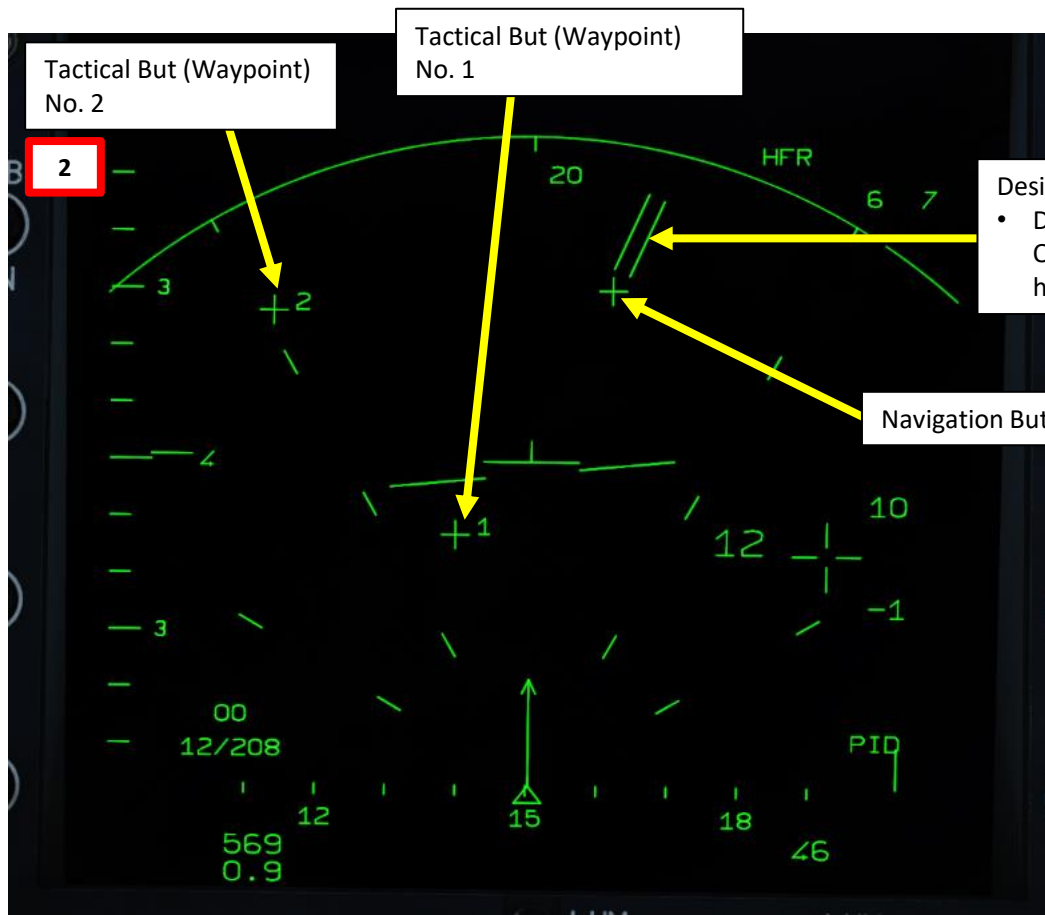 Tactical But (Waypoint)
No. 1
Tactical But (Waypoint)
No. 2
2
HFR
20
6 7
Desi
• D
C
h
3
2
Navigation But
4
10
1
12
-1
3
00
12/208
PID
12
15
18
569
0.9
46